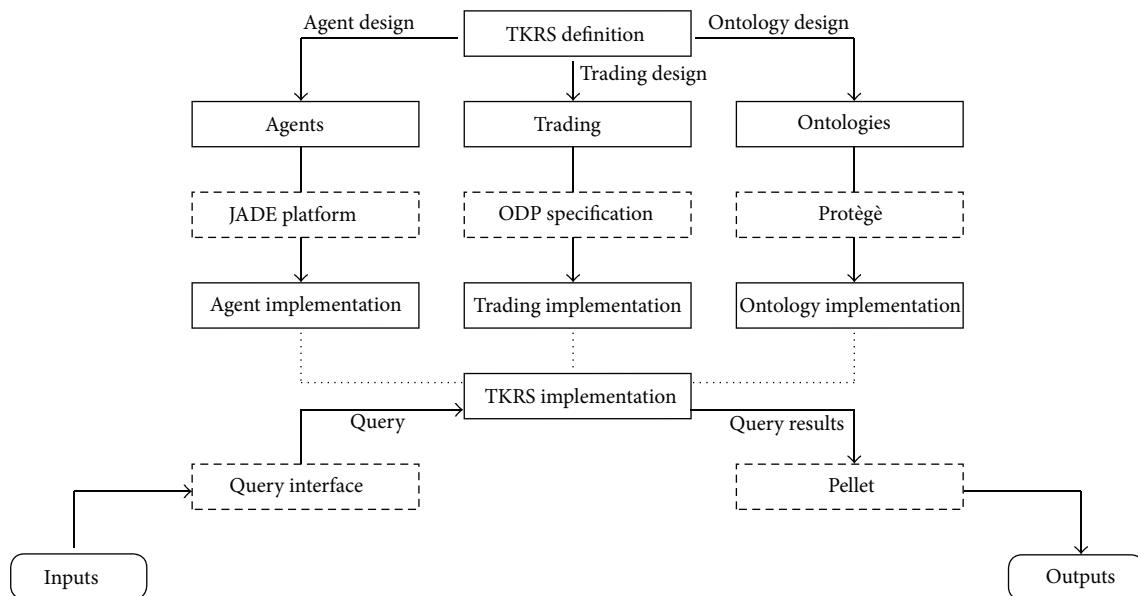 Agent design
TKRS definition
Ontology design
Trading design
Agents
Trading
Ontologies
JADE platform
ODP specification
Protègè
Agent implementation
Trading implementation
Ontology implementation
TKRS implementation
Query
Query results
Query interface
Pellet
Inputs
Outputs